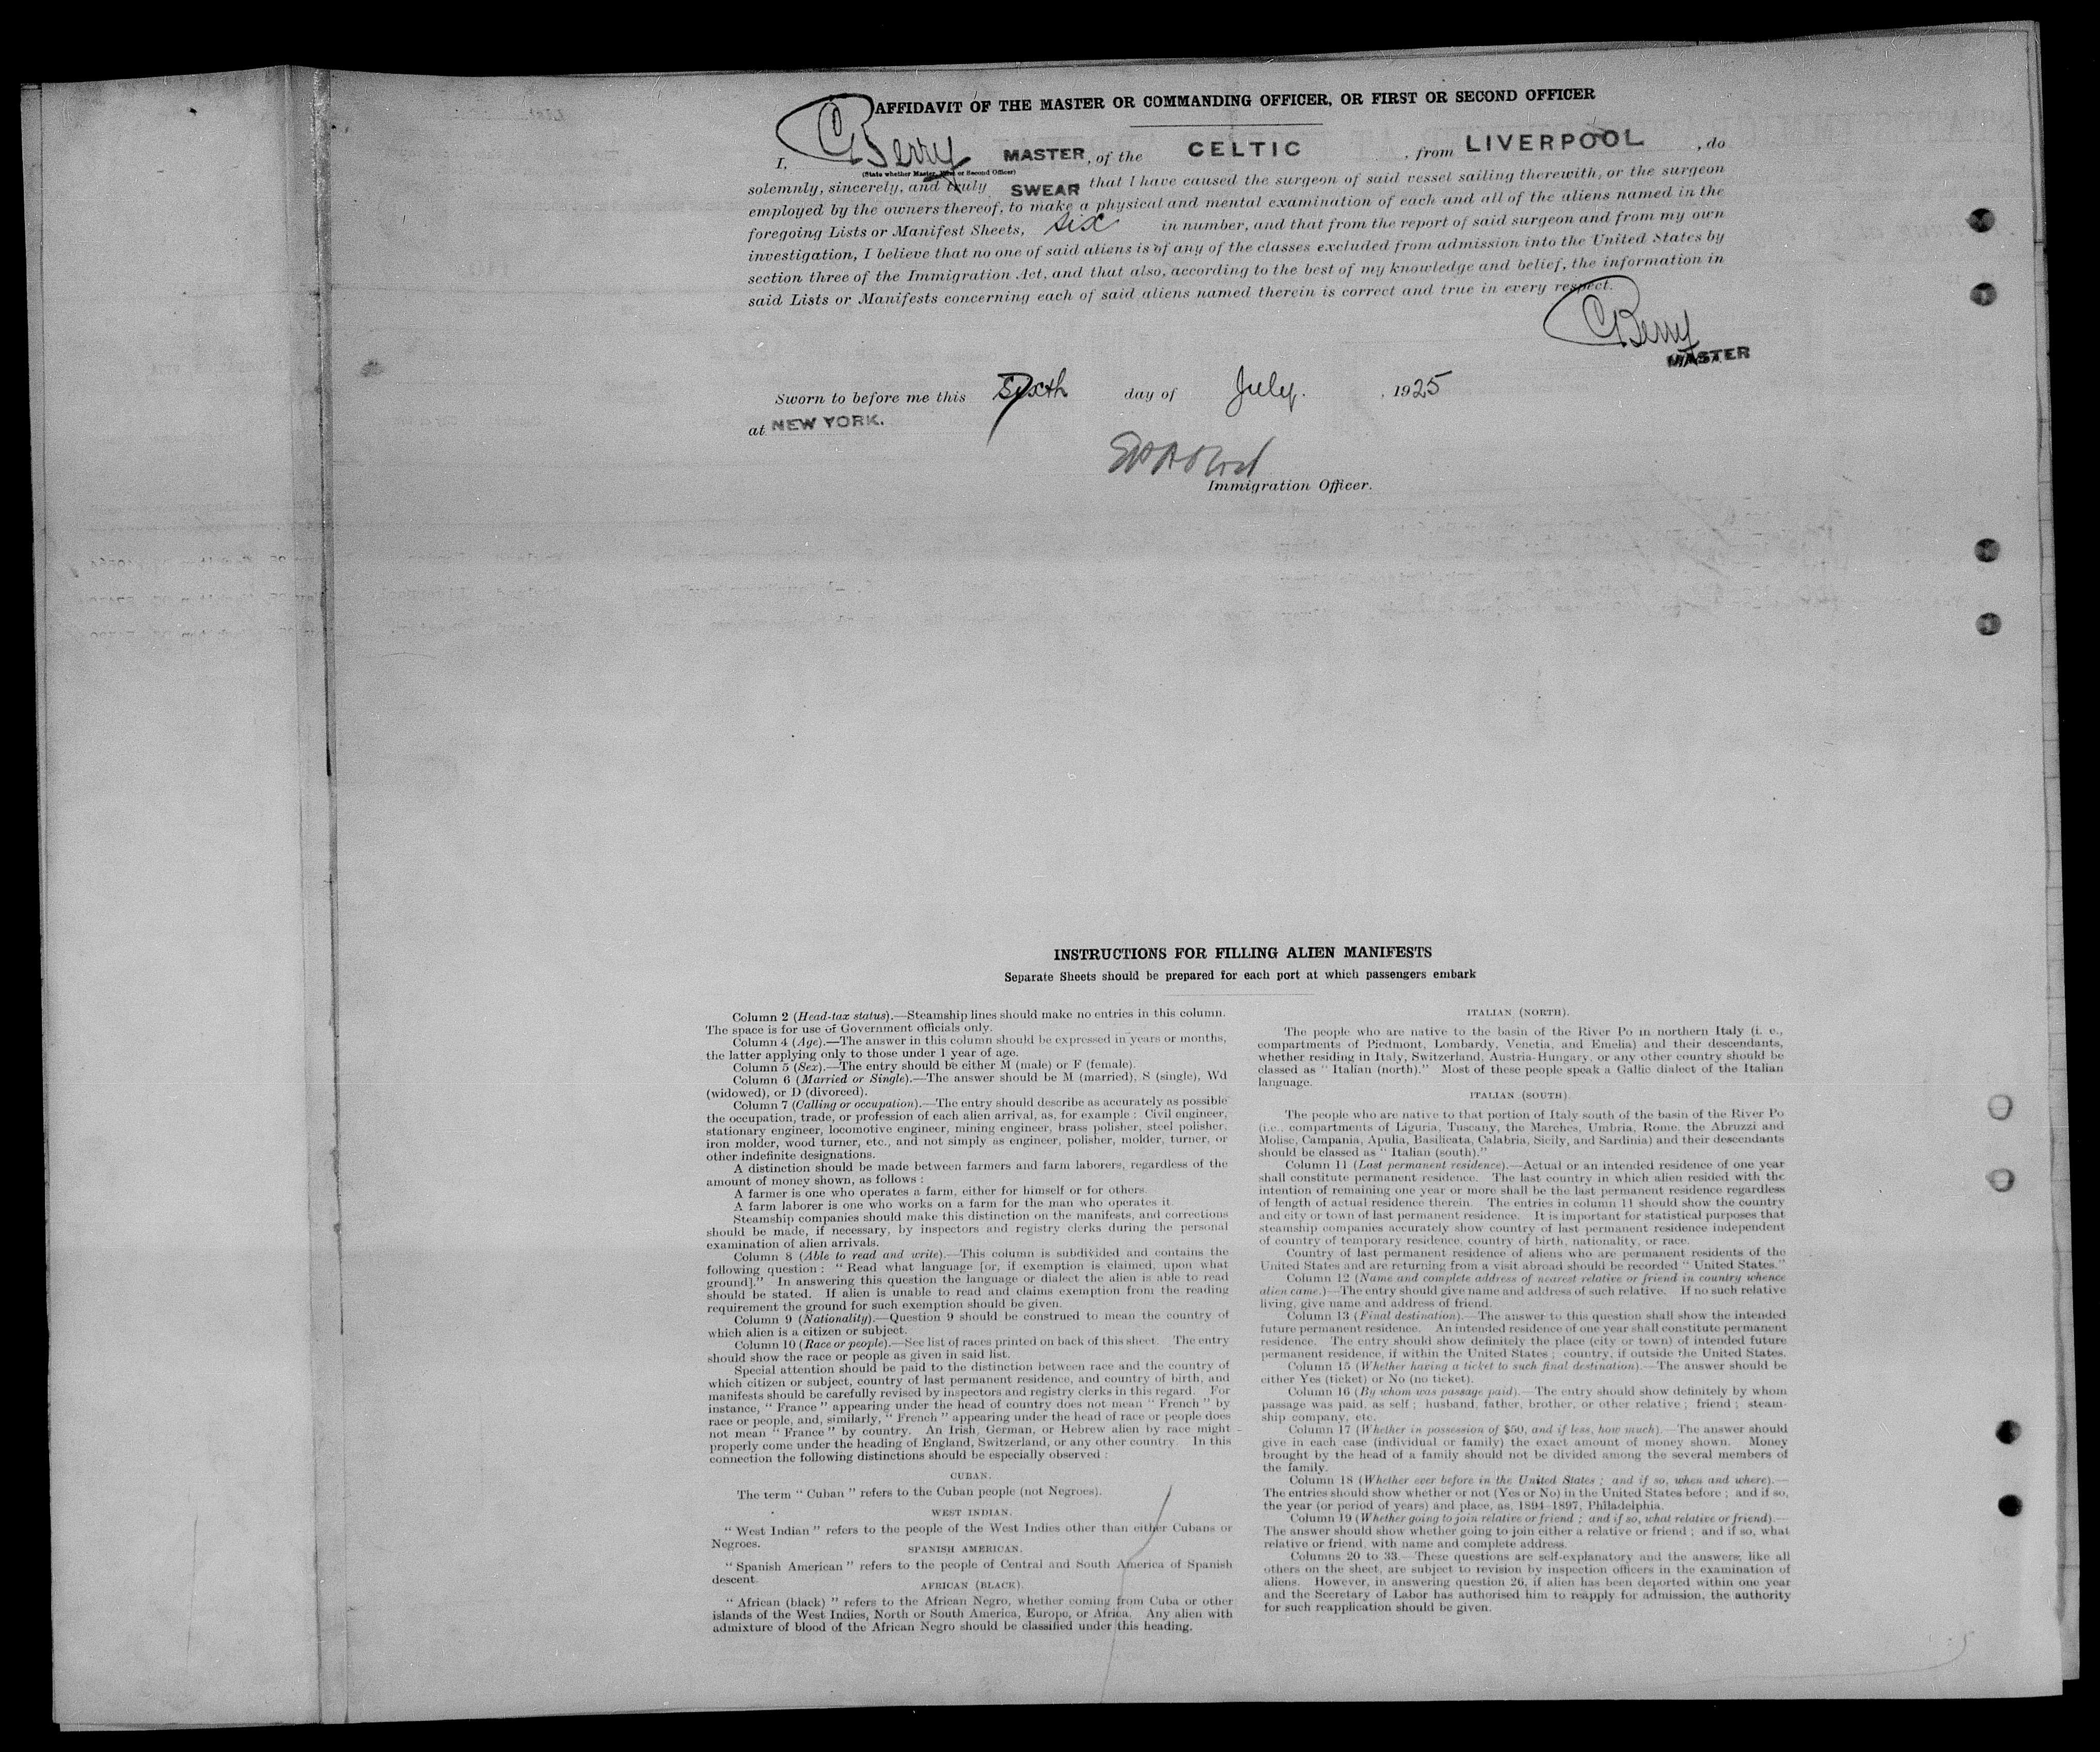 AFFIDAVIT OF THE MASTER OR COMMANDING OFFICER, OR FIRST OR SECOND OFFICER
I, C Berry MASTER, of the CELTIC, from LIVERPOOL, do
(State whether Master, First or Second Officer)
solemnly, sincerely, and truly SWEAR that I have caused the surgeon of said vessel sailing therewith, or the surgeon
employed by the owners thereof, to make a physical and mental examination of each and all of the aliens named in the
foregoing Lists or Manifest Sheets, six in number, and that from the report of said surgeon and from my own
investigation, I believe that no one of said aliens is of any of the classes excluded from admission into the United States by
section three of the Immigration Act, and that also, according to the best of my knowledge and belief, the information in
said Lists or Manifests concerning each of said aliens named therein is correct and true in every respect.
C Berry
MASTER
Sworn to before me this Sixth day of July. , 1925
at NEW YORK.
Immigration Officer.
INSTRUCTIONS FOR FILLING ALIEN MANIFESTS
Separate Sheets should be prepared for each port at which passengers embark
Column 2 (Head-tax status).—Steamship lines should make no entries in this column.
The space is for use of Government officials only.
Column 4 (Age).—The answer in this column should be expressed in years or months,
the latter applying only to those under 1 year of age.
Column 5 (Sex).—The entry should be either M (male) or F (female).
Column 6 (Married or Single).—The answer should be M (married), S (single), Wd
(widowed), or D (divorced).
Column 7 (Calling or occupation).—The entry should describe as accurately as possible
the occupation, trade, or profession of each alien arrival, as, for example : Civil engineer,
stationary engineer, locomotive engineer, mining engineer, brass polisher, steel polisher,
iron molder, wood turner, etc., and not simply as engineer, polisher, molder, turner, or
other indefinite designations.
A distinction should be made between farmers and farm laborers, regardless of the
amount of money shown, as follows :
A farmer is one who operates a farm, either for himself or for others.
A farm laborer is one who works on a farm for the man who operates it.
Steamship companies should make this distinction on the manifests, and corrections
should be made, if necessary, by inspectors and registry clerks during the personal
examination of alien arrivals.
Column 8 (Able to read and write).—This column is subdivided and contains the
following question : " Read what language [or, if exemption is claimed, upon what
ground]." In answering this question the language or dialect the alien is able to read
should be stated. If alien is unable to read and claims exemption from the reading
requirement the ground for such exemption should be given.
Column 9 (Nationality).—Question 9 should be construed to mean the country of
which alien is a citizen or subject.
Column 10 (Race or people).—See list of races printed on back of this sheet. The entry
should show the race or people as given in said list.
Special attention should be paid to the distinction between race and the country of
which citizen or subject, country of last permanent residence, and country of birth, and
manifests should be carefully revised by inspectors and registry clerks in this regard. For
instance, " France " appearing under the head of country does not mean " French " by
race or people, and, similarly, " French " appearing under the head of race or people does
not mean " France " by country. An Irish, German, or Hebrew alien by race might
properly come under the heading of England, Switzerland, or any other country. In this
connection the following distinctions should be especially observed :
CUBAN.
The term " Cuban " refers to the Cuban people (not Negroes).
WEST INDIAN.
" West Indian " refers to the people of the West Indies other than either Cubans or
Negroes.
SPANISH AMERICAN.
" Spanish American " refers to the people of Central and South America of Spanish
descent.
AFRICAN (BLACK).
" African (black) " refers to the African Negro, whether coming from Cuba or other
islands of the West Indies, North or South America, Europe, or Africa. Any alien with
admixture of blood of the African Negro should be classified under this heading.
ITALIAN (NORTH).
The people who are native to the basin of the River Po in northern Italy (i. e.,
compartments of Piedmont, Lombardy, Venetia, and Emelia) and their descendants,
whether residing in Italy, Switzerland, Austria-Hungary, or any other country should be
classed as " Italian (north)." Most of these people speak a Gallic dialect of the Italian
language.
ITALIAN (SOUTH).
The people who are native to that portion of Italy south of the basin of the River Po
(i.e., compartments of Liguria, Tuscany, the Marches, Umbria, Rome, the Abruzzi and
Molise, Campania, Apulia, Basilicata, Calabria, Sicily, and Sardinia) and their descendants
should be classed as " Italian (south)."
Column 11 (Last permanent residence).—Actual or an intended residence of one year
shall constitute permanent residence. The last country in which alien resided with the
intention of remaining one year or more shall be the last permanent residence regardless
of length of actual residence therein. The entries in column 11 should show the country
and city or town of last permanent residence. It is important for statistical purposes that
steamship companies accurately show country of last permanent residence independent
of country of temporary residence, country of birth, nationality, or race.
Country of last permanent residence of aliens who are permanent residents of the
United States and are returning from a visit abroad should be recorded " United States."
Column 12 (Name and complete address of nearest relative or friend in country whence
alien came.)—The entry should give name and address of such relative. If no such relative
living, give name and address of friend.
Column 13 (Final destination).—The answer to this question shall show the intended
future permanent residence. An intended residence of one year shall constitute permanent
residence. The entry should show definitely the place (city or town) of intended future
permanent residence, if within the United States ; country, if outside the United States.
Column 15 (Whether having a ticket to such final destination).—The answer should be
either Yes (ticket) or No (no ticket).
Column 16 (By whom was passage paid).—The entry should show definitely by whom
passage was paid, as self ; husband, father, brother, or other relative ; friend ; steam-
ship company, etc.
Column 17 (Whether in possession of $50, and if less, how much).—The answer should
give in each case (individual or family) the exact amount of money shown. Money
brought by the head of a family should not be divided among the several members of
the family.
Column 18 (Whether ever before in the United States ; and if so, when and where).—
The entries should show whether or not (Yes or No) in the United States before ; and if so,
the year (or period of years) and place, as, 1894-1897, Philadelphia.
Column 19 (Whether going to join relative or friend ; and if so, what relative or friend).—
The answer should show whether going to join either a relative or friend ; and if so, what
relative or friend, with name and complete address.
Columns 20 to 33.—These questions are self-explanatory and the answers, like all
others on the sheet, are subject to revision by inspection officers in the examination of
aliens. However, in answering question 26, if alien has been deported within one year
and the Secretary of Labor has authorised him to reapply for admission, the authority
for such reapplication should be given.